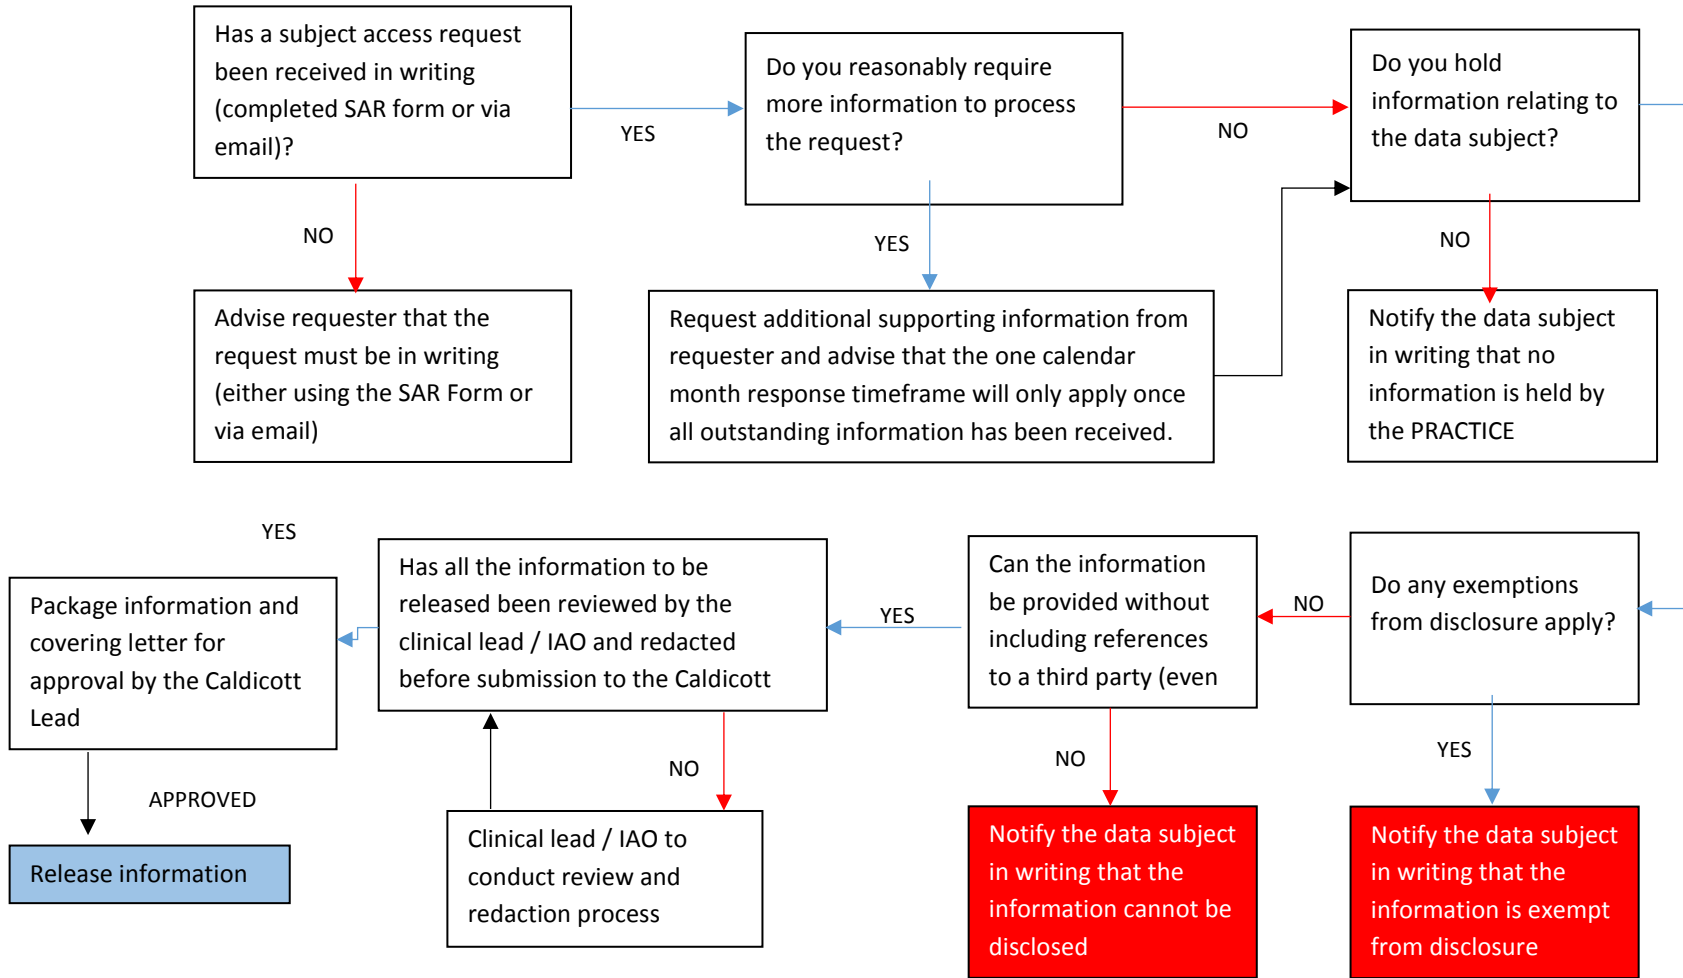 Has a subject access request
been received in writing
(completed SAR form or via
email)?
YES
Do you reasonably require
more information to process
the request?
NO
Do you hold
information relating to
the data subject?
NO
YES
NO
Advise requester that the
request must be in writing
(either using the SAR Form or
via email)
Request additional supporting information from
requester and advise that the one calendar
month response timeframe will only apply once
all outstanding information has been received.
Notify the data subject
in writing that no
information is held by
the PRACTICE
YES
Package information and
covering letter for
approval by the Caldicott
Lead
Has all the information to be
released been reviewed by the
clinical lead / IAO and redacted
before submission to the Caldicott
YES
Can the information
be provided without
including references
to a third party (even
NO
Do any exemptions
from disclosure apply?
APPROVED
NO
NO
YES
Release information
Clinical lead / IAO to
conduct review and
redaction process
Notify the data subject
in writing that the
information cannot be
disclosed
Notify the data subject
in writing that the
information is exempt
from disclosure